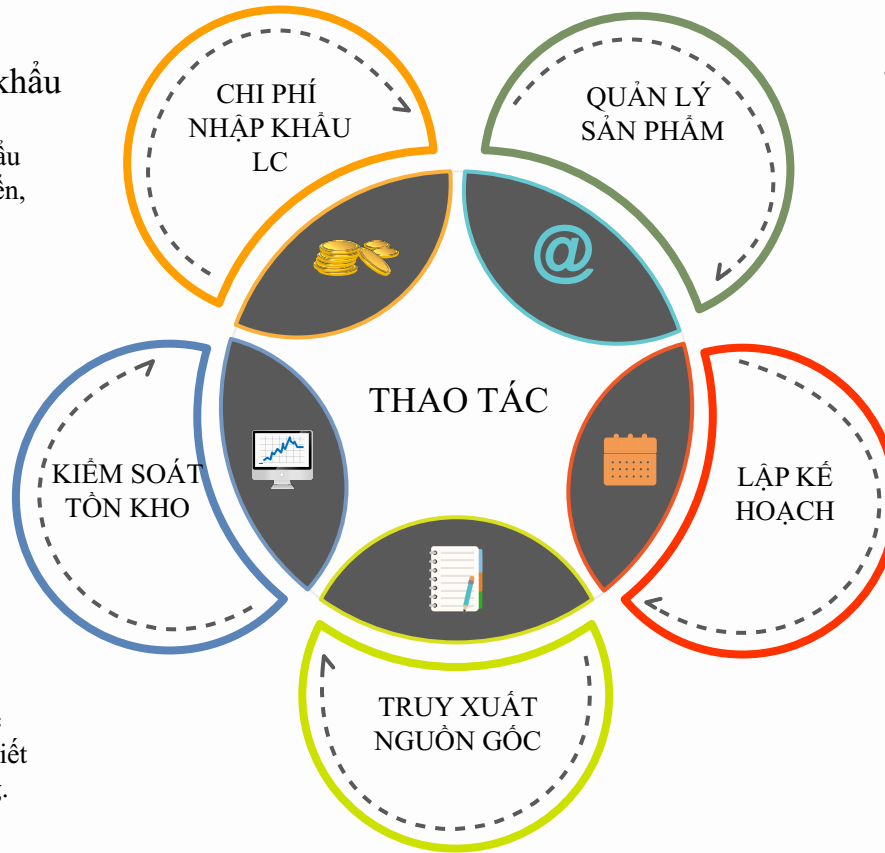 khẩu
CHI PHÍ
NHẬP KHẨU
LC
QUẢN LÝ
SẢN PHẨM
@
THAO TÁC
KIỂM SOÁT
TỒN KHO
LẬP KẾ
HOẠCH
TRUY XUẤT
NGUỒN GỐC